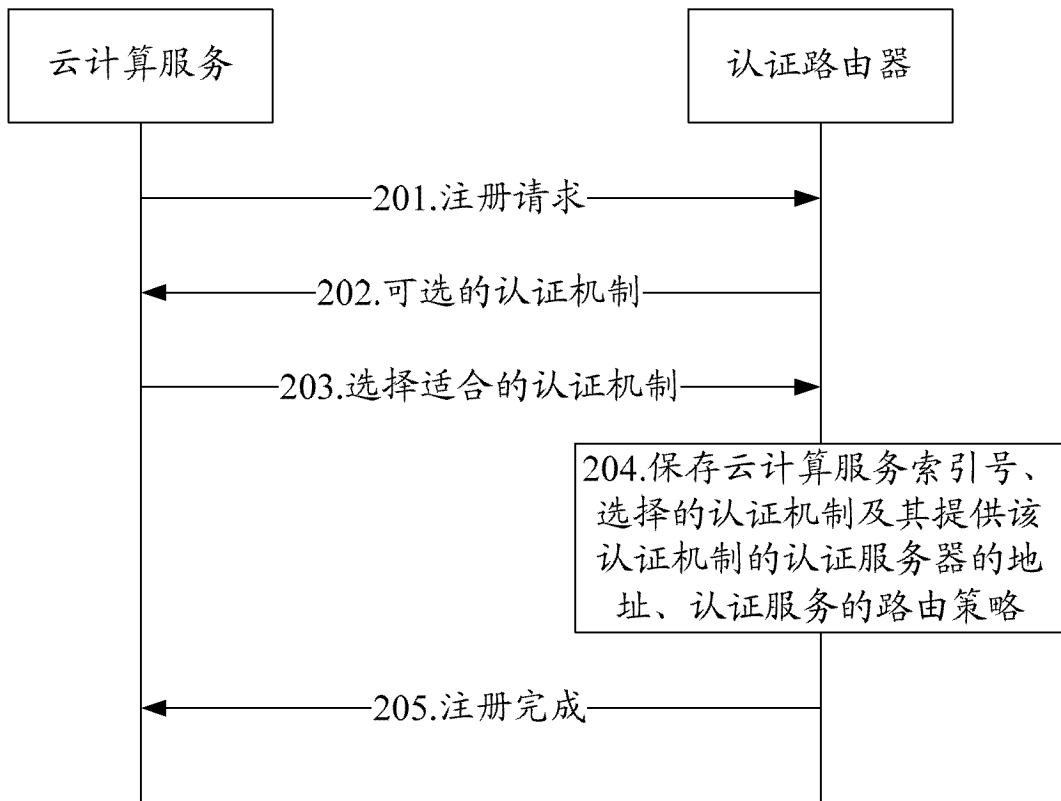 云计算服务
认证路由器
201.注册请求
202.可选的认证机制
203.选择适合的认证机制
204.保存云计算服务索引号、
选择的认证机制及其提供该
认证机制的认证服务器的地
址、认证服务的路由策略
205.注册完成